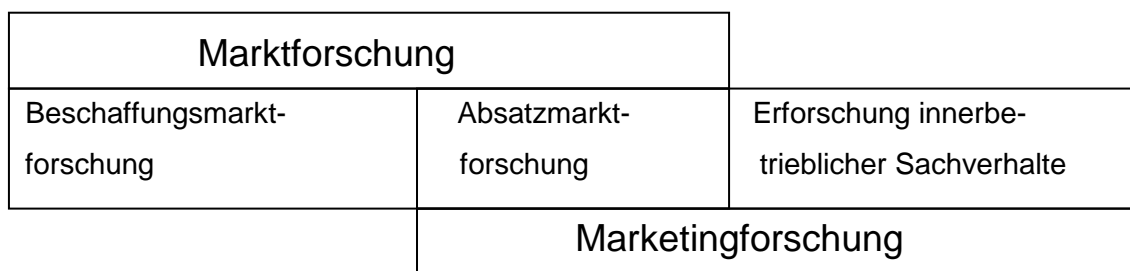 Marktforschung
Beschaffungsmarkt-
forschung
Absatzmarkt-
forschung
Erforschung innerbe-
trieblicher Sachverhalte
Marketingforschung